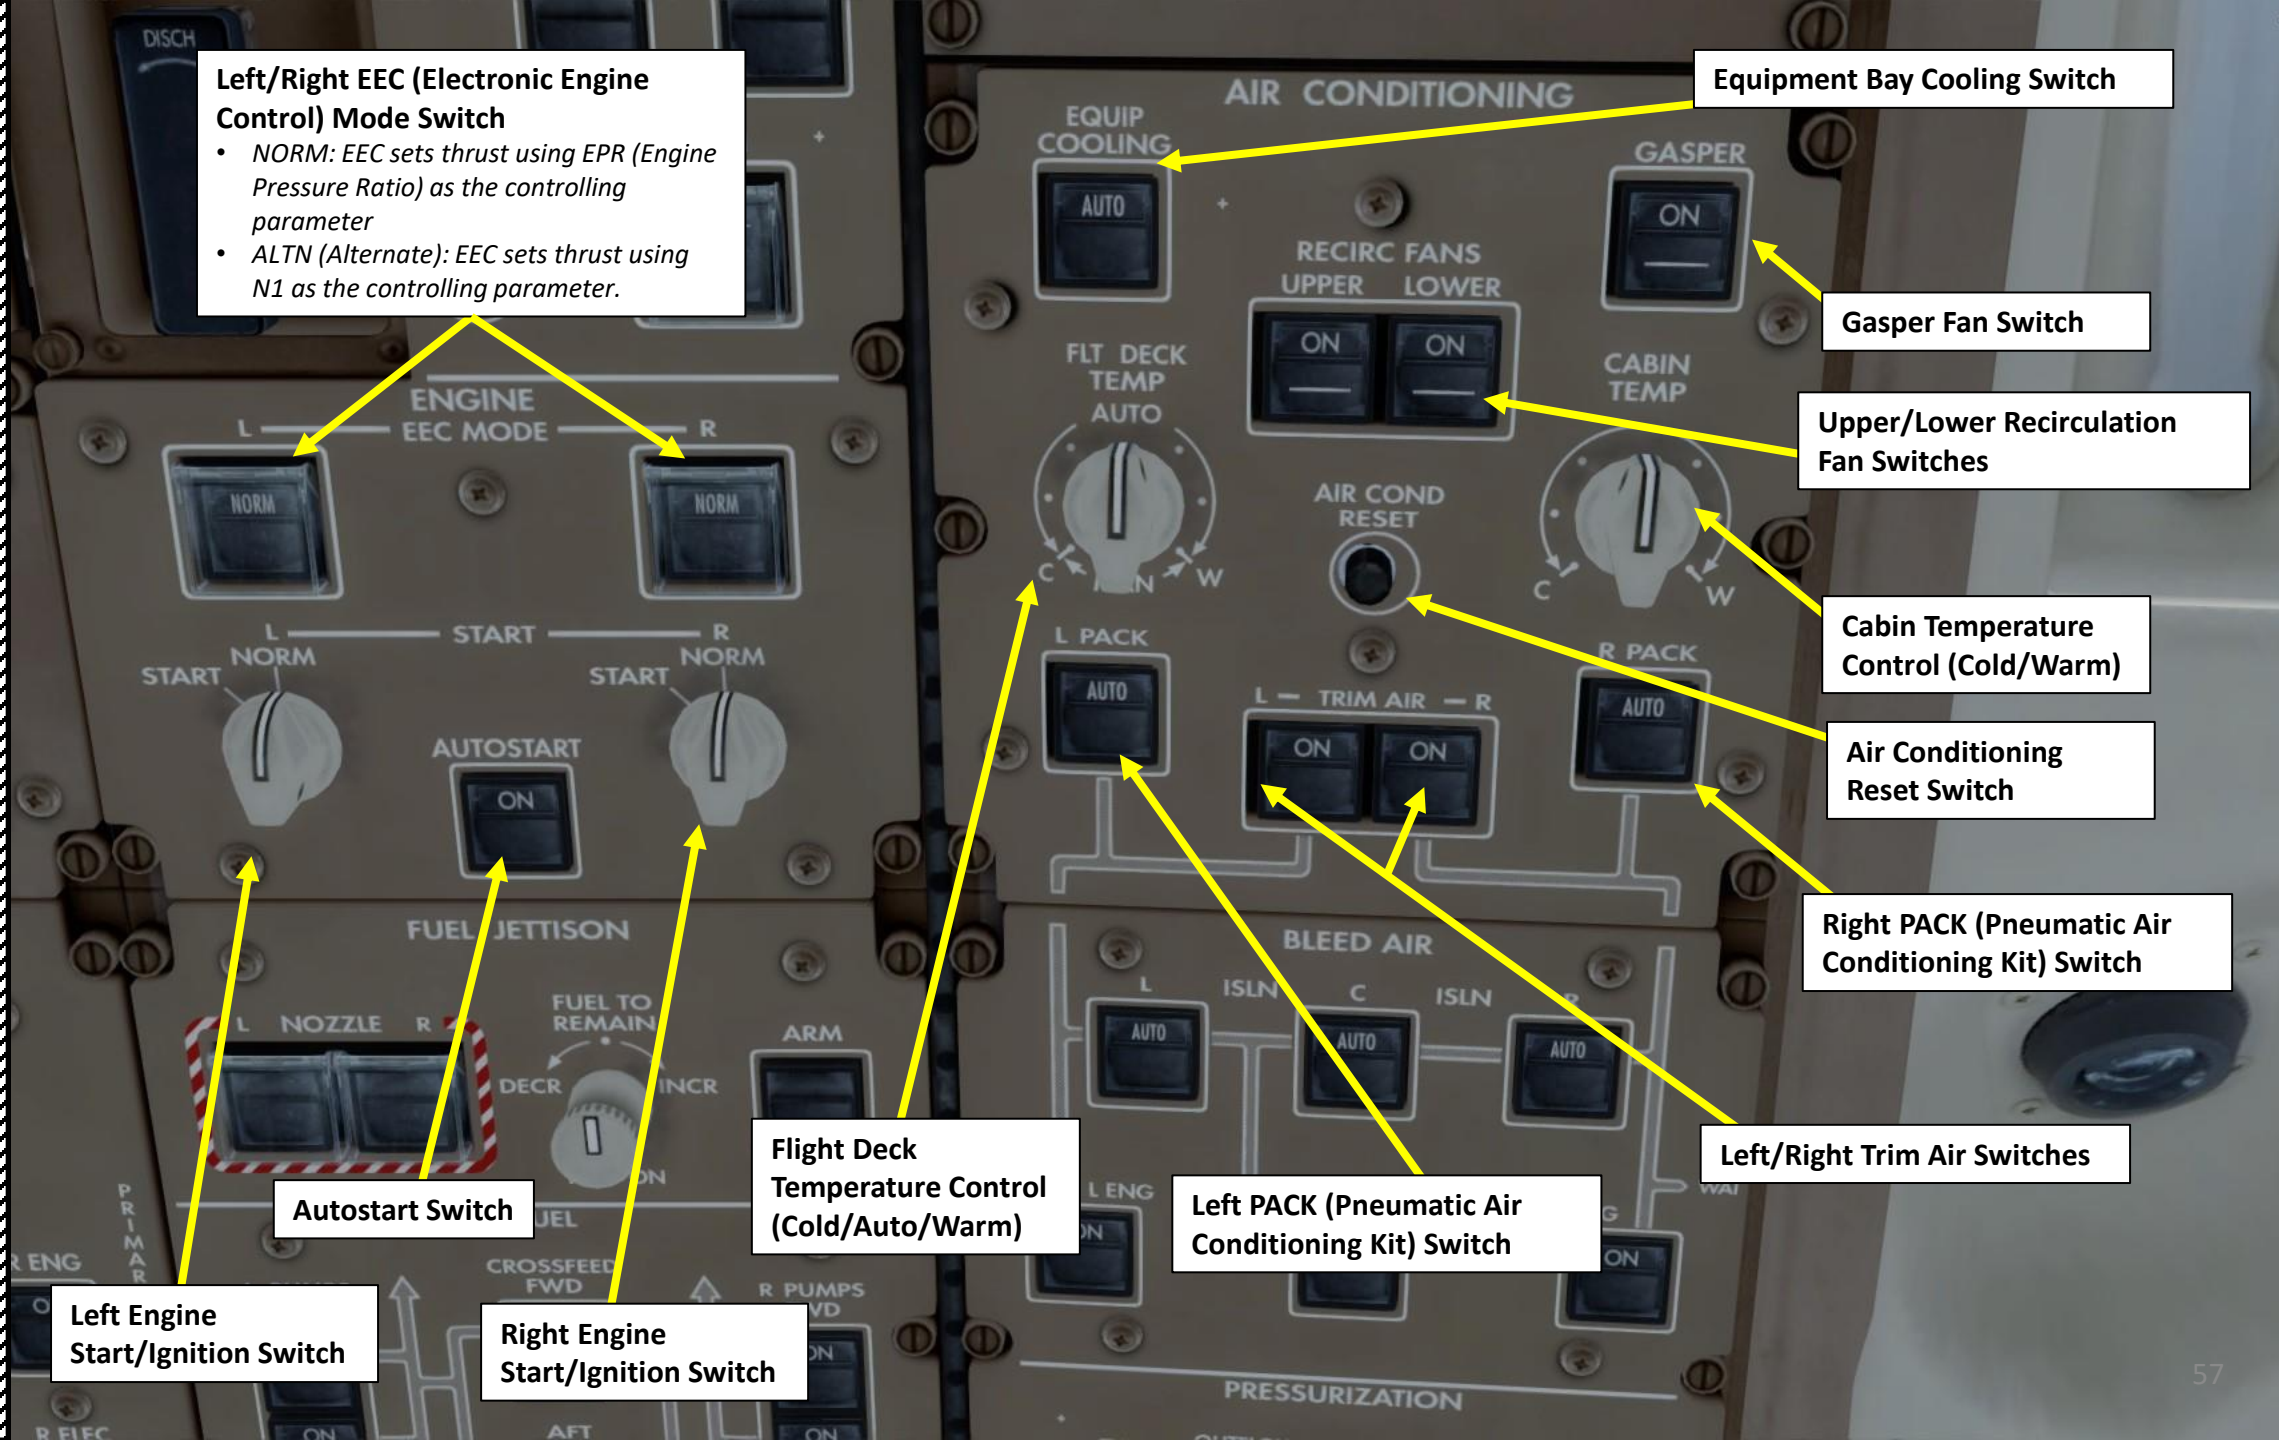 DISCH
Left/Right EEC (Electronic Engine
Control) Mode Switch
• NORM: EEC sets thrust using EPR (Engine
Pressure Ratio) as the controlling
parameter
• ALTN (Alternate): EEC sets thrust using
N1 as the controlling parameter.
Equipment Bay Cooling Switch
AIR CONDITIONING
EQUIP
COOLING
AUTO
GASPER
ON
RECIRC FANS
UPPER LOWER
ON ON
Gasper Fan Switch
FLT DECK
TEMP
AUTO
C W
CABIN
TEMP
C W
Upper/Lower Recirculation
Fan Switches
AIR COND
RESET
ENGINE
L EEC MODE R
NORM NORM
L START R
START NORM START NORM
AUTOSTART
ON
Cabin Temperature
Control (Cold/Warm)
L PACK
AUTO
L TRIM AIR R
ON ON
R PACK
AUTO
Air Conditioning
Reset Switch
Right PACK (Pneumatic Air
Conditioning Kit) Switch
FUEL JETTISON
L NOZZLE R
FUEL TO
REMAIN
DECR INCR
ARM
BLEED AIR
L ISLN C ISLN R
AUTO AUTO AUTO
Flight Deck
Temperature Control
(Cold/Auto/Warm)
Left/Right Trim Air Switches
Left PACK (Pneumatic Air
Conditioning Kit) Switch
Autostart Switch
L ENG
ON
ON
WAI
R ENG
CROSSFEED
FWD
R PUMPS
Left Engine
Start/Ignition Switch
Right Engine
Start/Ignition Switch
ON
PRESSURIZATION
R ELEC
ON
AFT
ON
57